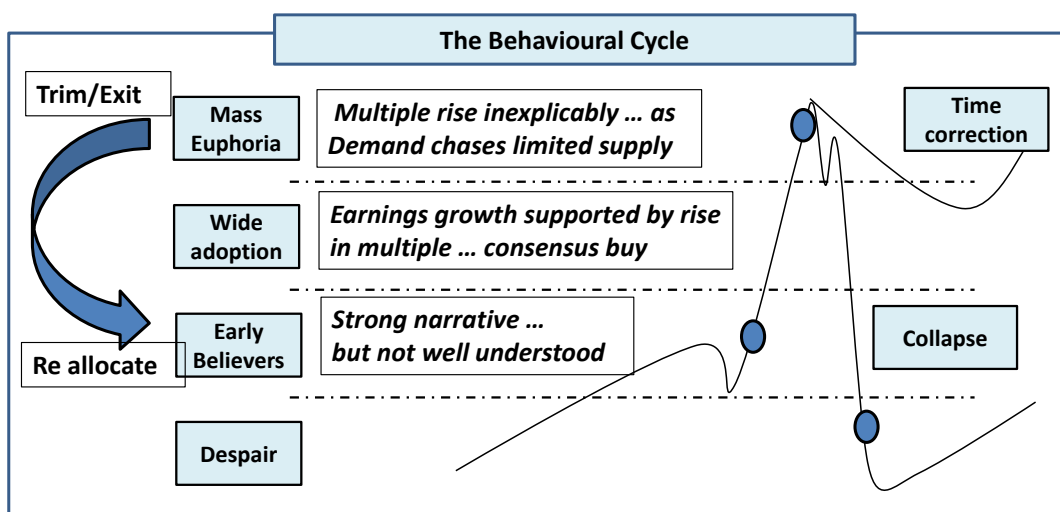 The Behavioural Cycle
Trim/Exit
Mass
Euphoria
Multiple rise inexplicably … as
Demand chases limited supply
Time
correction
Wide
adoption
Earnings growth supported by rise
in multiple … consensus buy
Early
Believers
Strong narrative …
but not well understood
Collapse
Re allocate
Despair